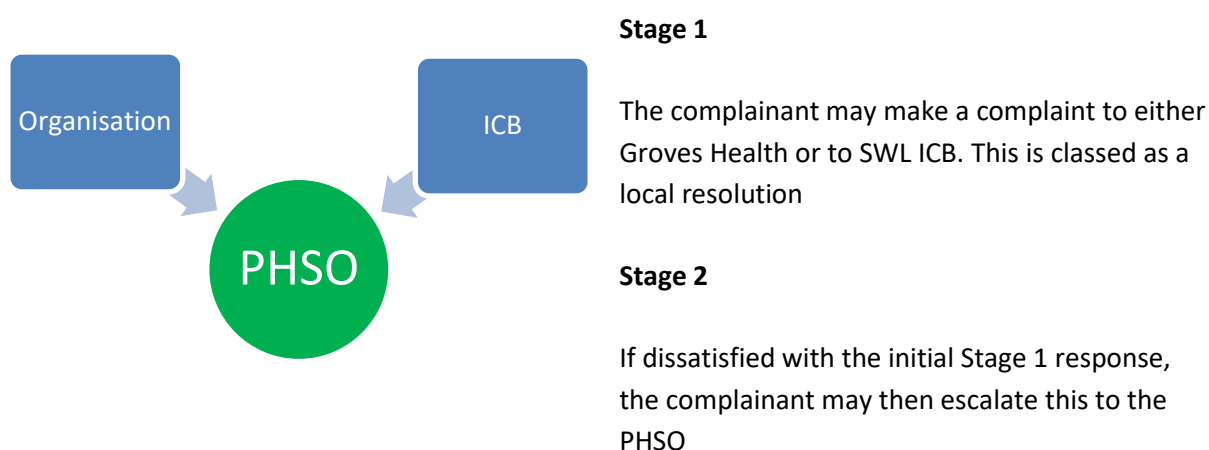 Organisation
ICB
PHSO
Stage 1
The complainant may make a complaint to either
Groves Health or to SWL ICB. This is classed as a
local resolution
Stage 2
If dissatisfied with the initial Stage 1 response,
the complainant may then escalate this to the
PHSO